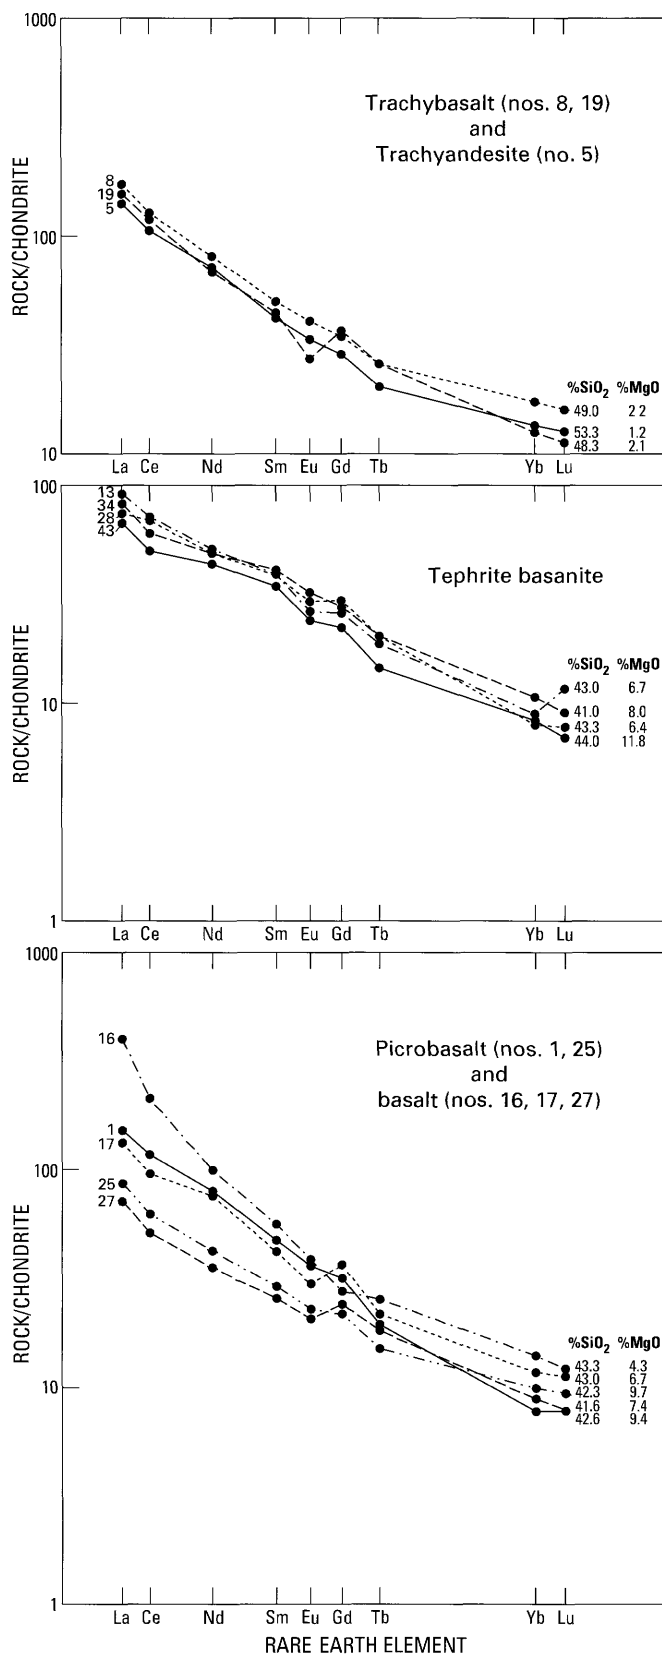 1000
Trachybasalt (nos. 8, 19)
and
Trachyandesite (no. 5)
ROCK/CHONDRITE
8
19
5
100
%SiO2 %MgO
49.0 2.2
53.3 1.2
48.3 2.1
10
La Ce Nd Sm Eu Gd Tb Yb Lu
100
13
34
28
43
Tephrite basanite
ROCK/CHONDRITE
%SiO2 %MgO
43.0 6.7
41.0 8.0
43.3 6.4
44.0 11.8
10
1
La Ce Nd Sm Eu Gd Tb Yb Lu
1000
16
Picrobasalt (nos. 1, 25)
and
basalt (nos. 16, 17, 27)
1
17
100
25
27
ROCK/CHONDRITE
%SiO2 %MgO
43.3 4.3
43.0 6.7
42.3 9.7
41.6 7.4
42.6 9.4
10
1
La Ce Nd Sm Eu Gd Tb Yb Lu
RARE EARTH ELEMENT